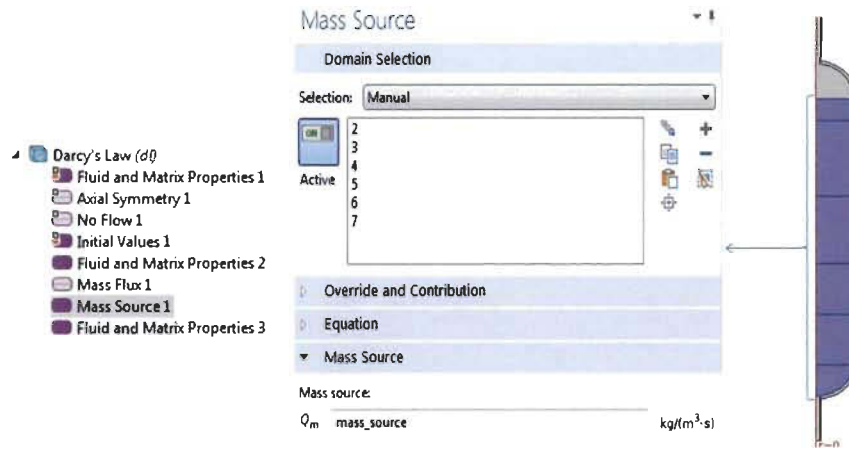 Mass Source
Domain Selection
Selection: Manual
ON
2
3
4
5
6
7
Active
Override and Contribution
Equation
Mass Source
Mass source:
Qm mass_source kg/(m³·s)
Darcy's Law (dl)
Fluid and Matrix Properties 1
Axial Symmetry 1
No Flow 1
Initial Values 1
Fluid and Matrix Properties 2
Mass Flux 1
Mass Source 1
Fluid and Matrix Properties 3
r=0